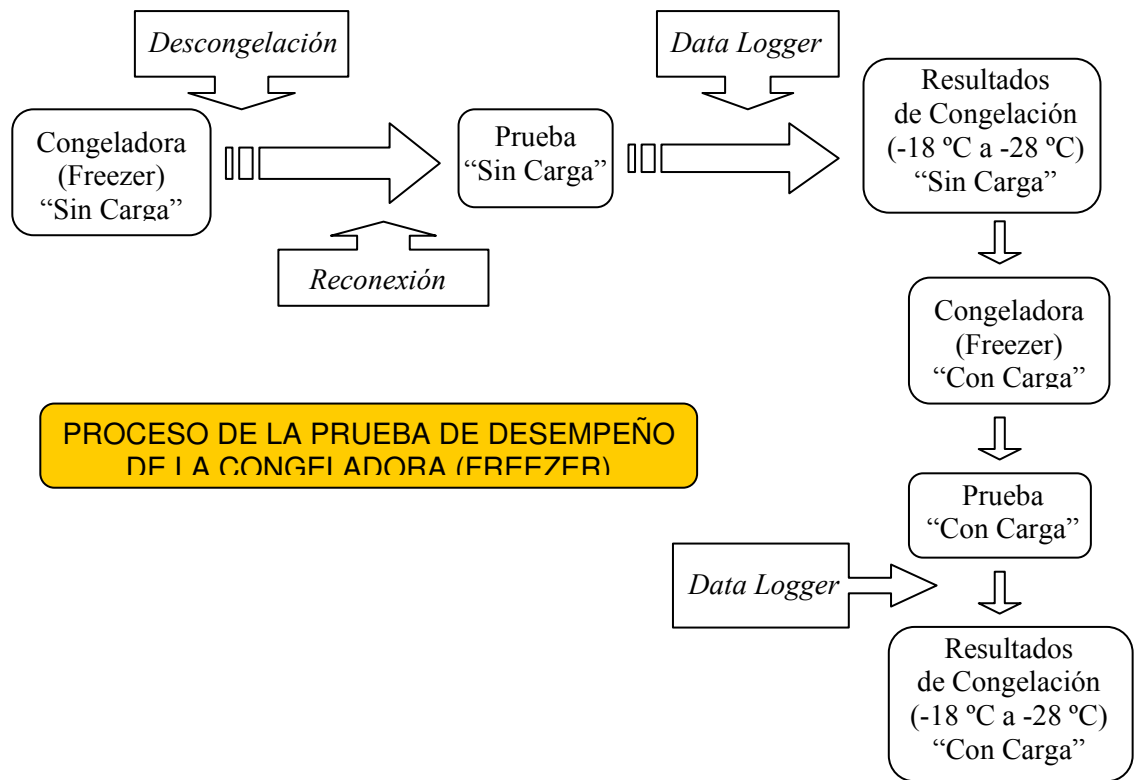 Descongelación
Data Logger
Congeladora
(Freezer)
“Sin Carga”
Reconexión
Prueba
“Sin Carga”
Resultados
de Congelación
(-18 ºC a -28 ºC)
“Sin Carga”
Congeladora
(Freezer)
“Con Carga”
PROCESO DE LA PRUEBA DE DESEMPEÑO
DE LA CONGELADORA (FREEZER)
Prueba
“Con Carga”
Data Logger
Resultados
de Congelación
(-18 ºC a -28 ºC)
“Con Carga”